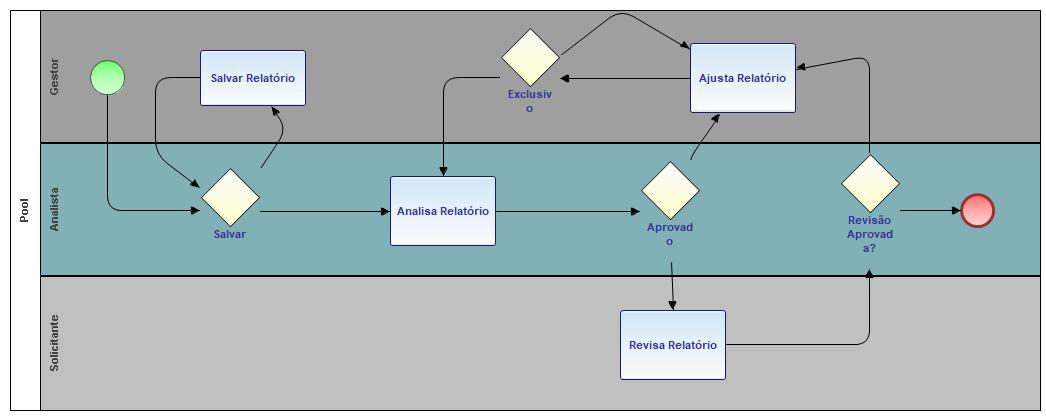 Pool
Gestor
Salvar Relatório
Exclusiv
o
Ajusta Relatório
Analista
Salvar
Analisa Relatório
Aprovad
o
Revisão
Aprovad
a?
Solicitante
Revisa Relatório